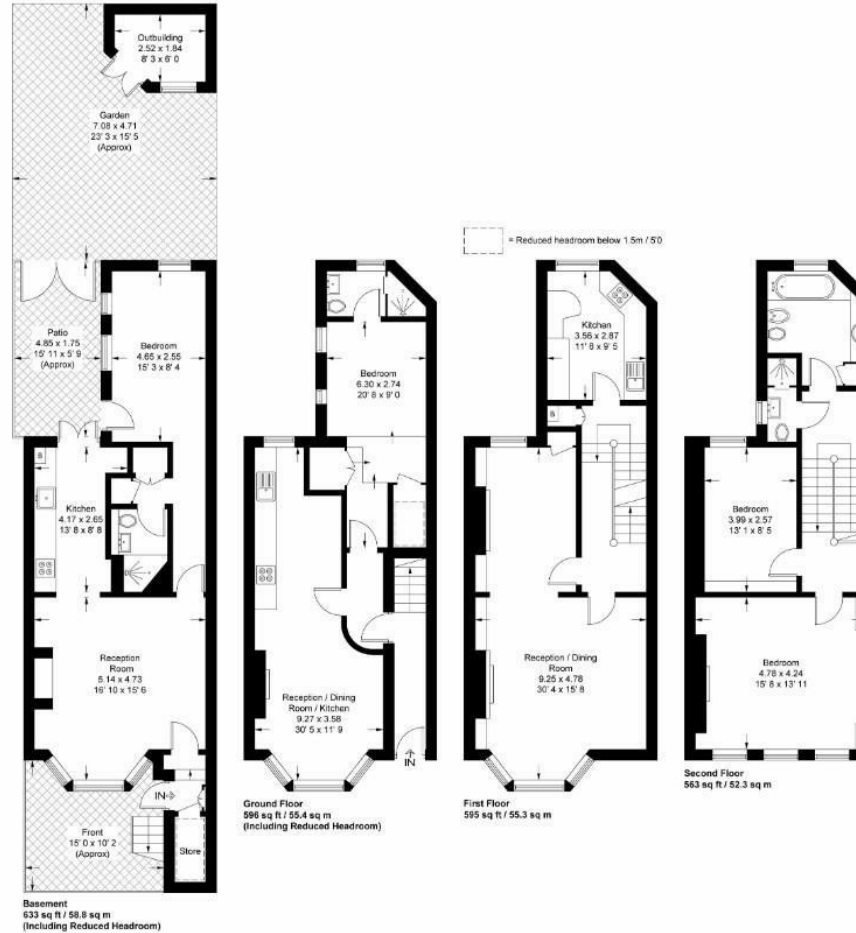 Outbuilding
2.52 x 1.84
8' 3 x 6' 0
Garden
7.08 x 4.71
23' 3 x 15' 5
(Approx)
Patio
4.85 x 1.75
15' 11 x 5' 9
(Approx)
Bedroom
4.65 x 2.55
15' 3 x 8' 4
B
Kitchen
4.17 x 2.65
13' 8 x 8' 8
Reception
Room
5.14 x 4.73
16' 10 x 15' 6
IN
Front
15' 0 x 10' 2
(Approx)
Store
Basement
633 sq ft / 58.8 sq m
(Including Reduced Headroom)
Bedroom
6.30 x 2.74
20' 8 x 9' 0
Reception / Dining
Room / Kitchen
9.27 x 3.58
30' 5 x 11' 9
IN
Ground Floor
596 sq ft / 55.4 sq m
(Including Reduced Headroom)
= Reduced headroom below 1.5m / 5'0
Kitchen
3.56 x 2.87
11' 8 x 9' 5
B
Reception / Dining
Room
9.25 x 4.78
30' 4 x 15' 8
First Floor
595 sq ft / 55.3 sq m
Bedroom
3.99 x 2.57
13' 1 x 8' 5
Bedroom
4.78 x 4.24
15' 8 x 13' 11
Second Floor
563 sq ft / 52.3 sq m